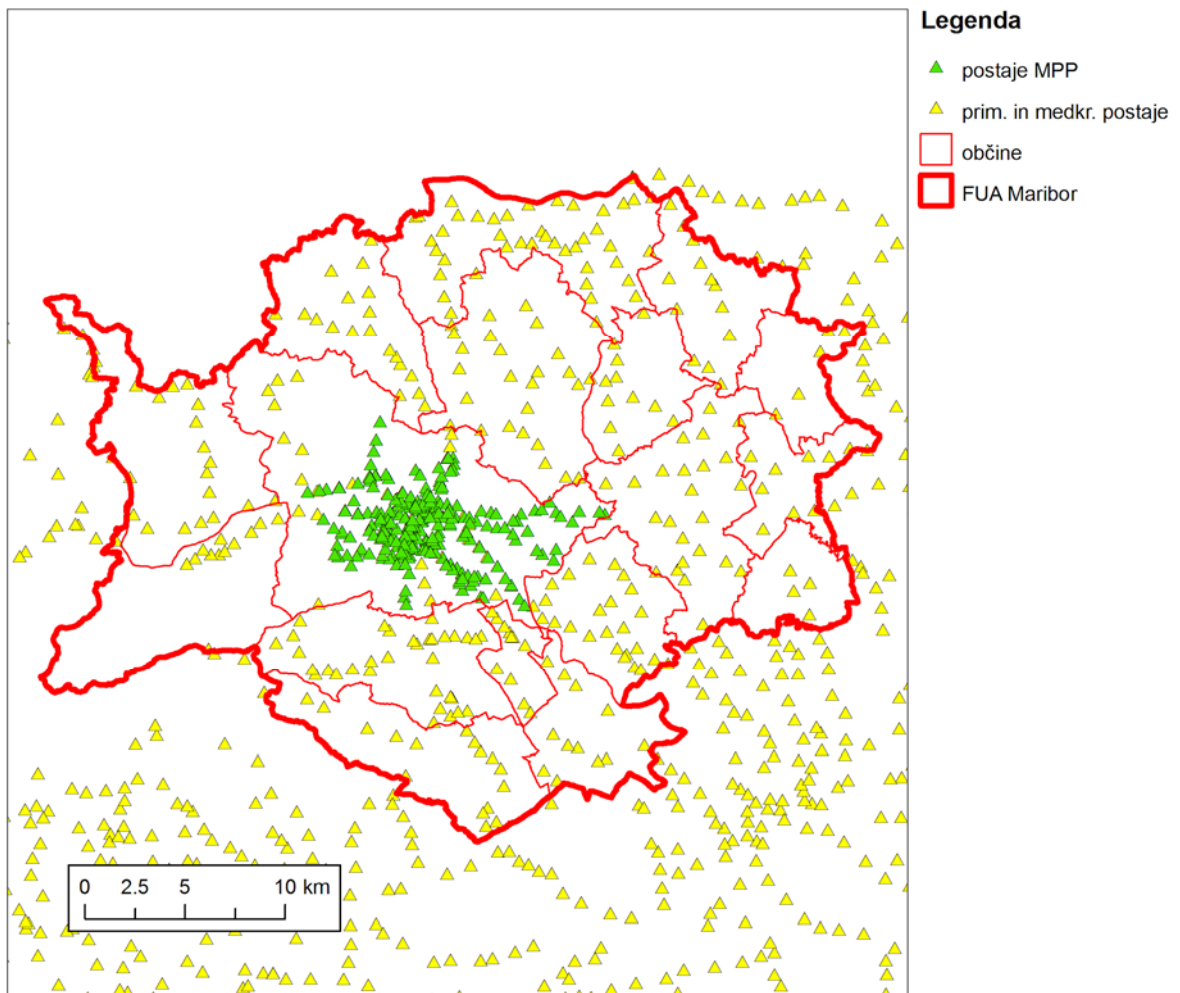 Legenda
postaje MPP
prim. in medkr. postaje
občine
FUA Maribor
0 2.5 5 10 km